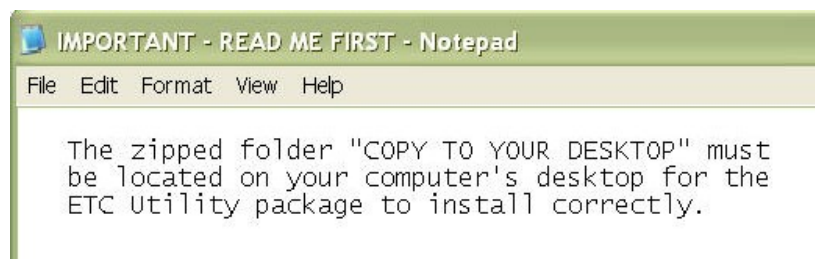 IMPORTANT - READ ME FIRST - Notepad
File Edit Format View Help
The zipped folder "COPY TO YOUR DESKTOP" must
be located on your computer's desktop for the
ETC Utility package to install correctly.